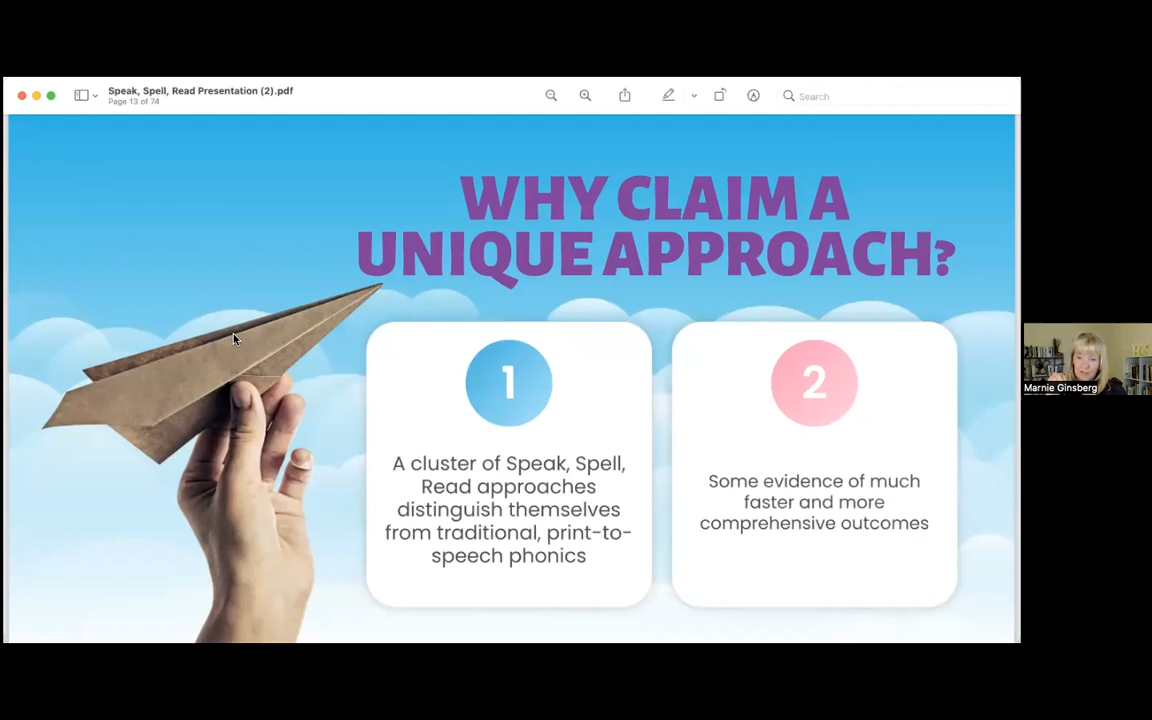 Speak, Spell, Read Presentation (2).pdf
Page 13 of 74
Search
WHY CLAIM A
UNIQUE APPROACH?
1
A cluster of Speak, Spell,
Read approaches
distinguish themselves
from traditional, print-to-
speech phonics
2
Some evidence of much
faster and more
comprehensive outcomes
Marnie Ginsberg